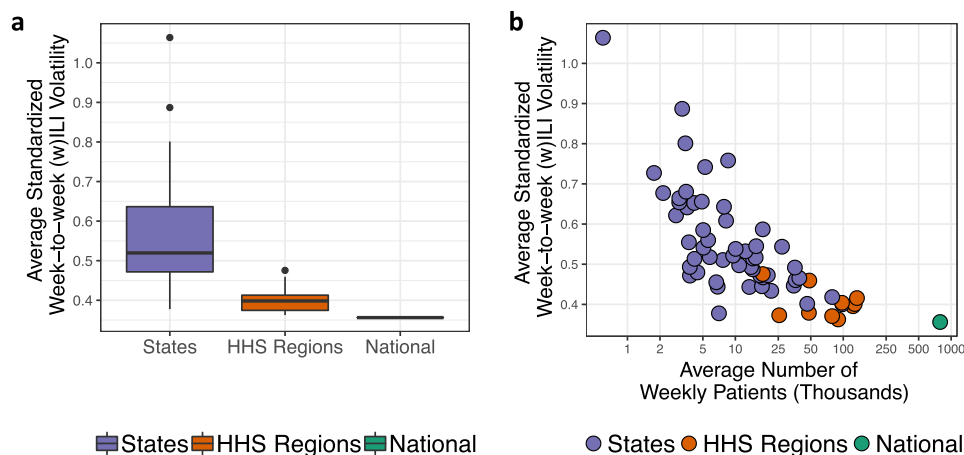 a
Average Standardized
Week−to−week (w)ILI Volatility
1.0
0.9
0.8
0.7
0.6
0.5
0.4
States
HHS Regions
National
States
HHS Regions
National
b
Average Standardized
Week−to−week (w)ILI Volatility
1.0
0.9
0.8
0.7
0.6
0.5
0.4
1
2
5
10
25
50
100
250
500
1000
Average Number of
Weekly Patients (Thousands)
States
HHS Regions
National